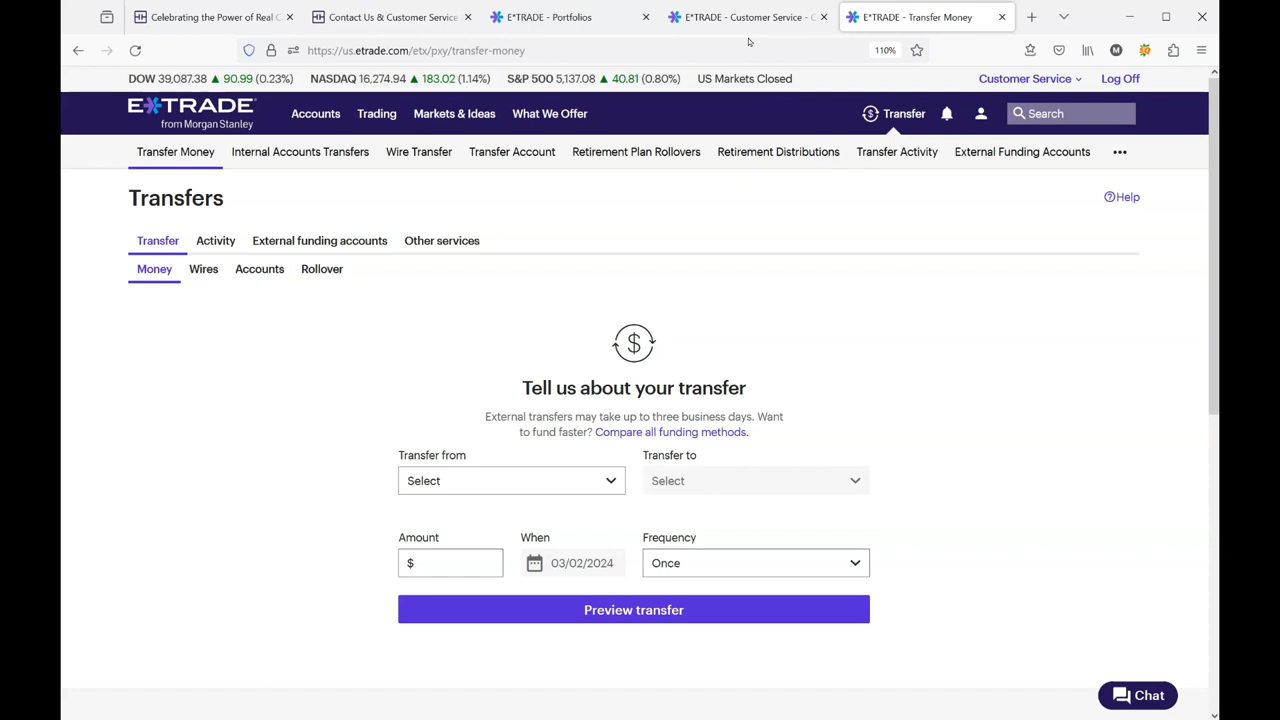 Celebrating the Power of Real C
Contact Us & Customer Service
E*TRADE - Portfolios
E*TRADE - Customer Service - C
E*TRADE - Transfer Money
https://us.etrade.com/etx/pxy/transfer-money
110%
M
DOW 39,087.38 ▲ 90.99 (0.23%) NASDAQ 16,274.94 ▲ 183.02 (1.14%) S&P 500 5,137.08 ▲ 40.81 (0.80%) US Markets Closed
Customer Service
Log Off
E*TRADE
from Morgan Stanley
Accounts
Trading
Markets & Ideas
What We Offer
Transfer
Search
Transfer Money
Internal Accounts Transfers
Wire Transfer
Transfer Account
Retirement Plan Rollovers
Retirement Distributions
Transfer Activity
External Funding Accounts
Transfers
Help
Transfer
Activity
External funding accounts
Other services
Money
Wires
Accounts
Rollover
$
Tell us about your transfer
External transfers may take up to three business days. Want
to fund faster? Compare all funding methods.
Transfer from
Transfer to
Select
Select
Amount
When
Frequency
$
03/02/2024
Once
Preview transfer
Chat